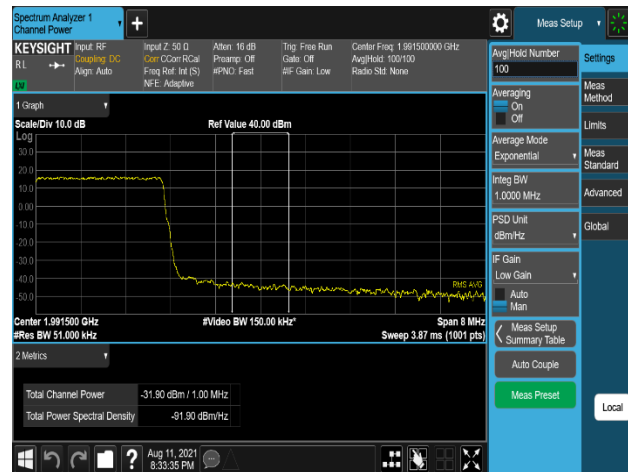 Spectrum Analyzer 1
Channel Power
Meas Setup
KEYSIGHT
Input: RF
Input Z: 50 Ω
Atten: 16 dB
Trig: Free Run
Center Freq: 1.991500000 GHz
R L
Coupling: DC
Corr CCorr RCal
Preamp: Off
Gate: Off
Avg|Hold: 100/100
Align: Auto
Freq Ref: Int (S)
#PNO: Fast
#IF Gain: Low
Radio Std: None
NFE: Adaptive
1 Graph
Scale/Div 10.0 dB
Ref Value 40.00 dBm
Log
30.0
20.0
10.0
0.00
-10.0
-20.0
-30.0
-40.0
-50.0
RMS AVG
Center 1.991500 GHz
#Video BW 150.00 kHz*
Span 8 MHz
#Res BW 51.000 kHz
Sweep 3.87 ms (1001 pts)
2 Metrics
Total Channel Power
-31.90 dBm / 1.00 MHz
Total Power Spectral Density
-91.90 dBm/Hz
Aug 11, 2021
8:33:35 PM
Avg|Hold Number
100
Averaging
On
Off
Average Mode
Exponential
Integ BW
1.0000 MHz
PSD Unit
dBm/Hz
IF Gain
Low Gain
Auto
Man
Meas Setup
Summary Table
Auto Couple
Meas Preset
Settings
Meas
Method
Limits
Meas
Standard
Advanced
Global
Local